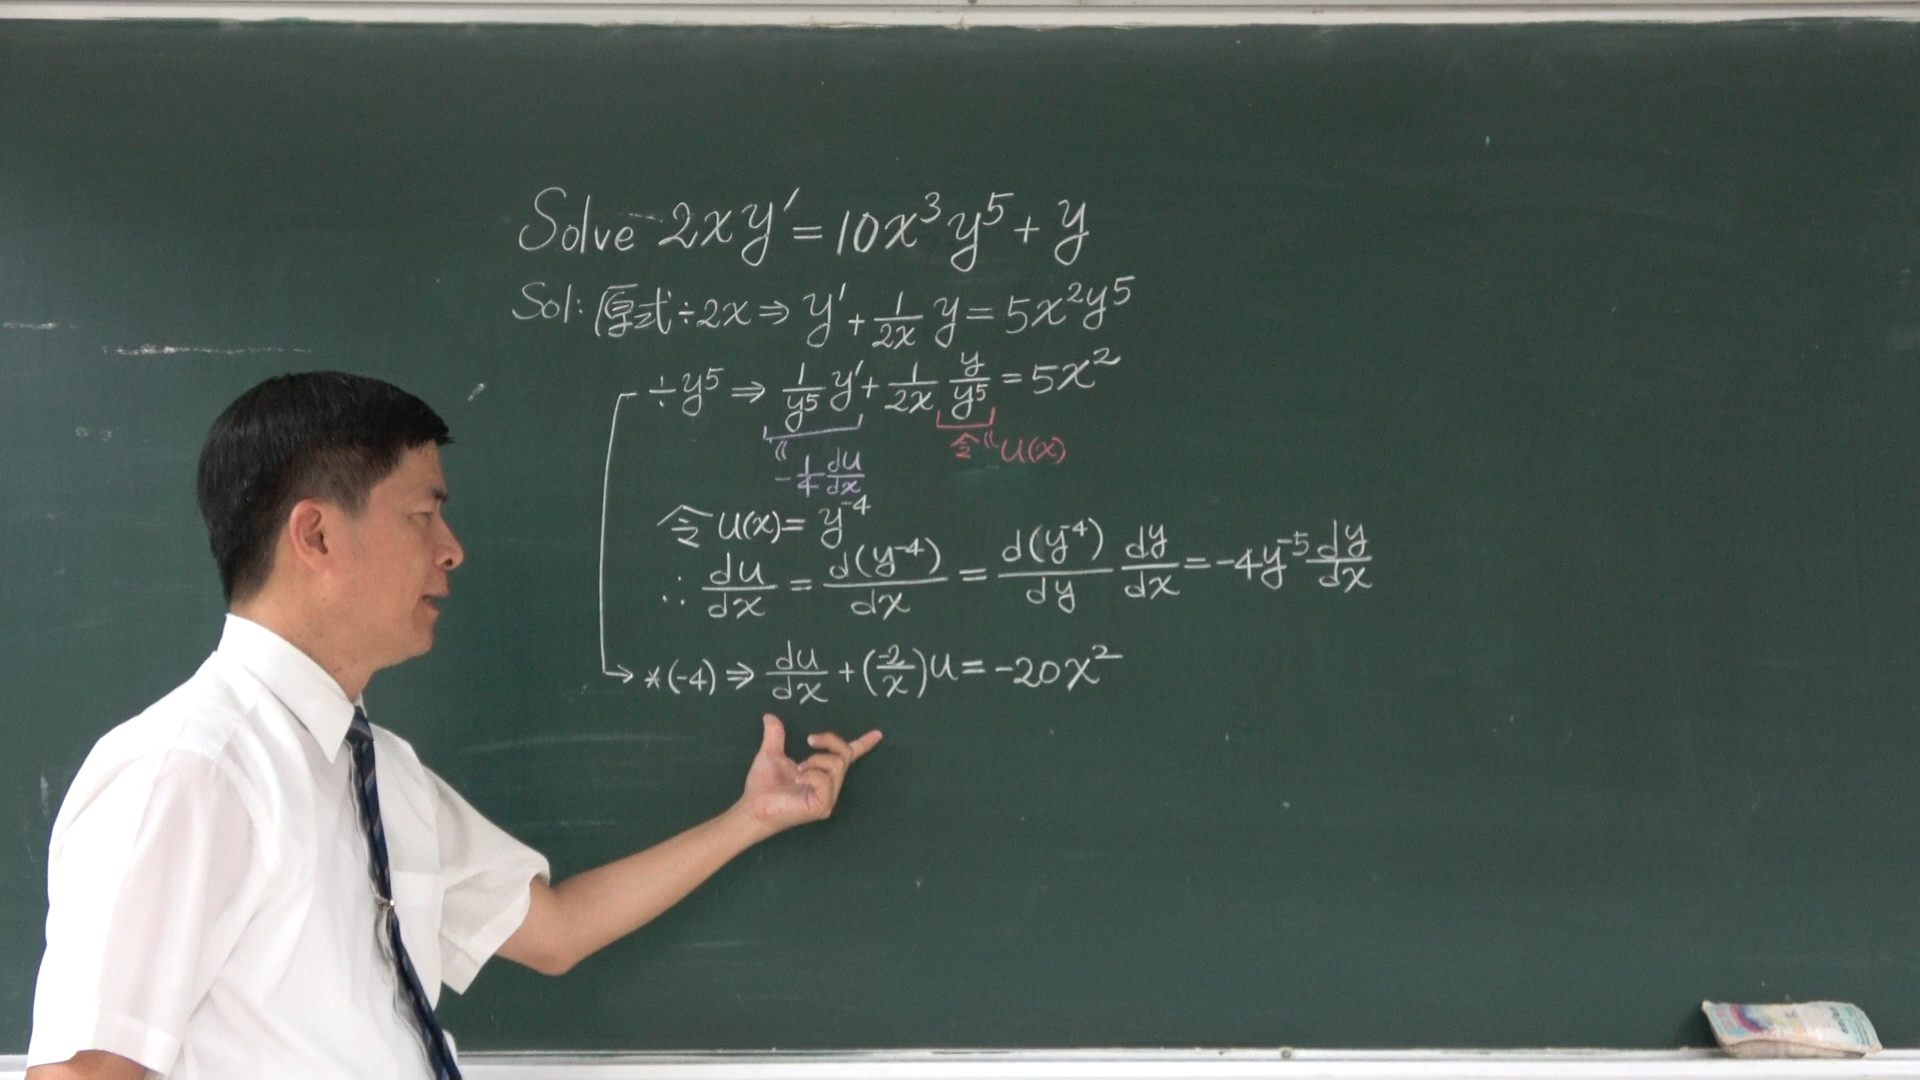 Solve 2xy' = 10x³y⁵ + y
Sol: 原式 ÷2x ⇒ y' + 1/2x y = 5x²y⁵
÷y⁵ ⇒ 1/y⁵ y' + 1/2x y/y⁵ = 5x²
" -1/4 du/dx 令 " u(x)
令 u(x) = y⁻⁴
∴ du/dx = d(y⁻⁴)/dx = d(y⁻⁴)/dy dy/dx = -4y⁻⁵ dy/dx
*(-4) ⇒ du/dx + (-2/x)u = -20x²